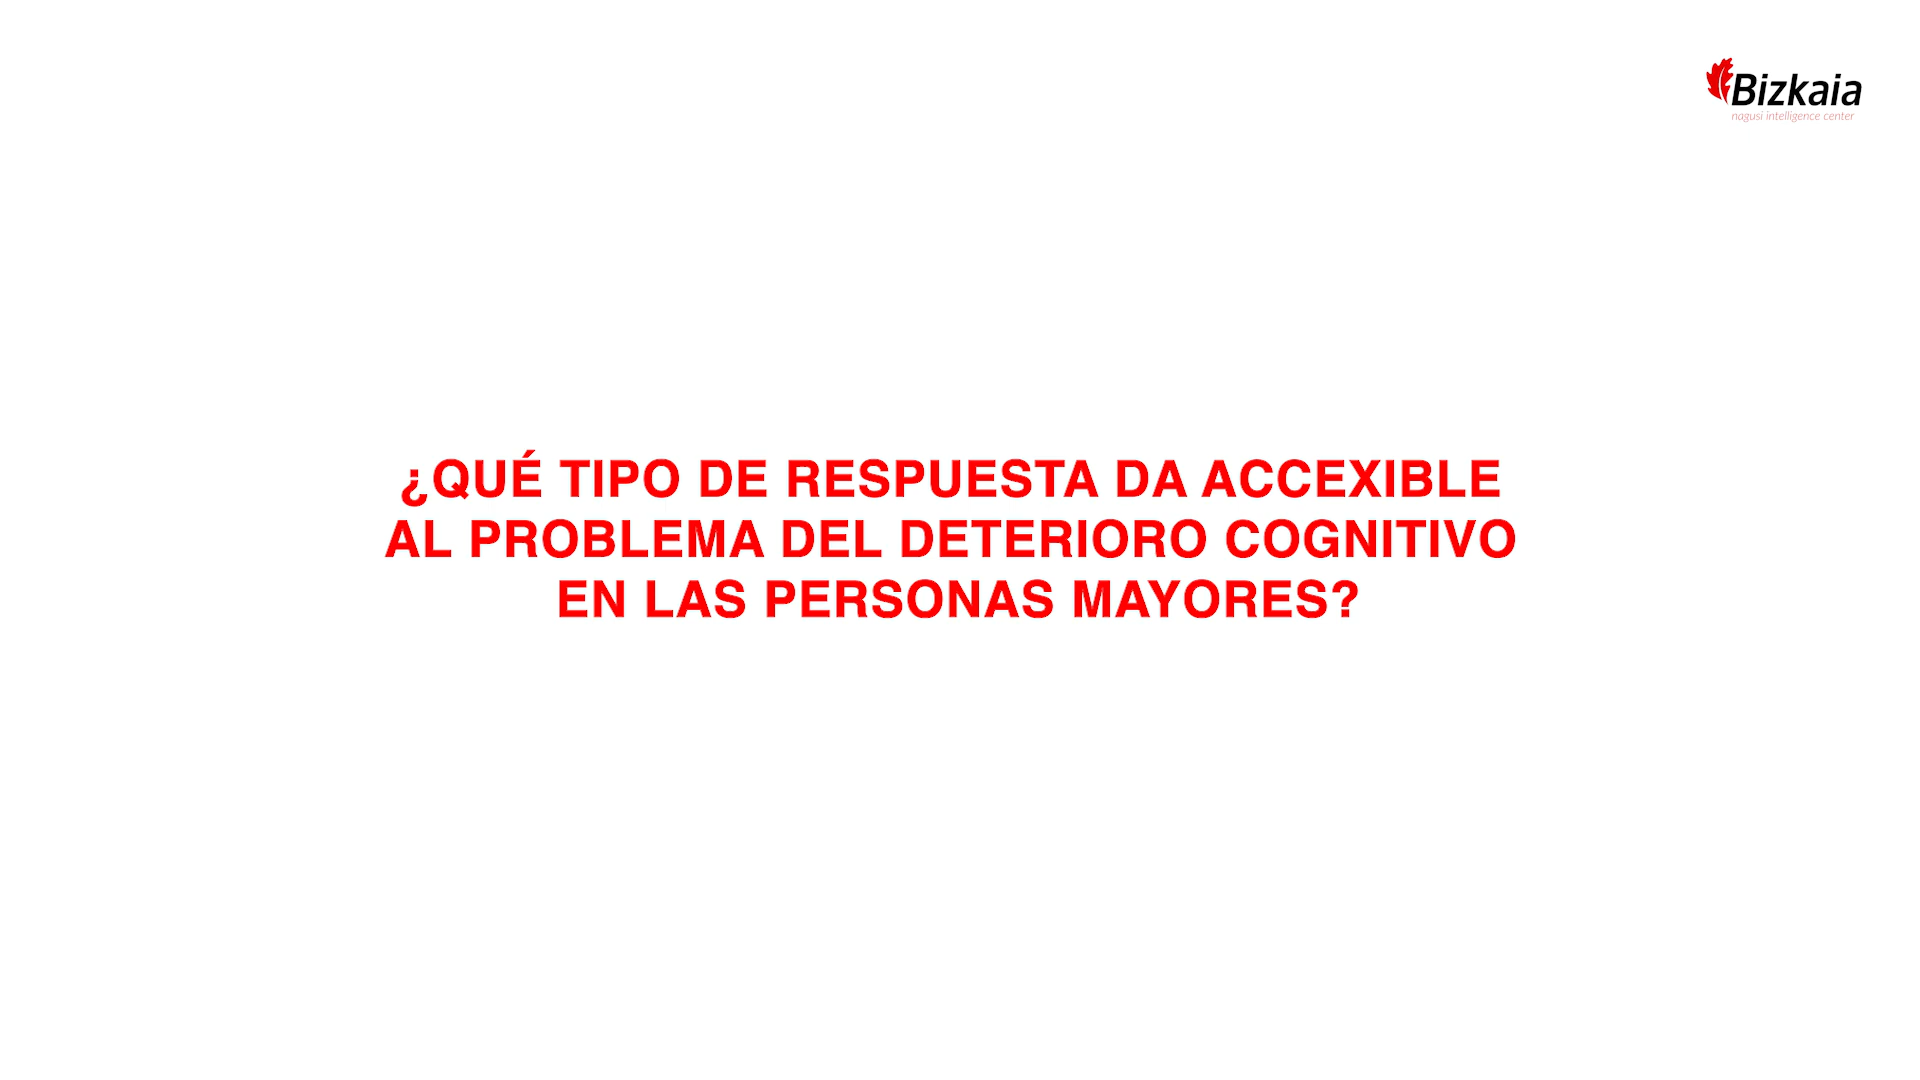 Bizkaia
nagusi intelligence center
¿QUÉ TIPO DE RESPUESTA DA ACCEXIBLE
AL PROBLEMA DEL DETERIORO COGNITIVO
EN LAS PERSONAS MAYORES?